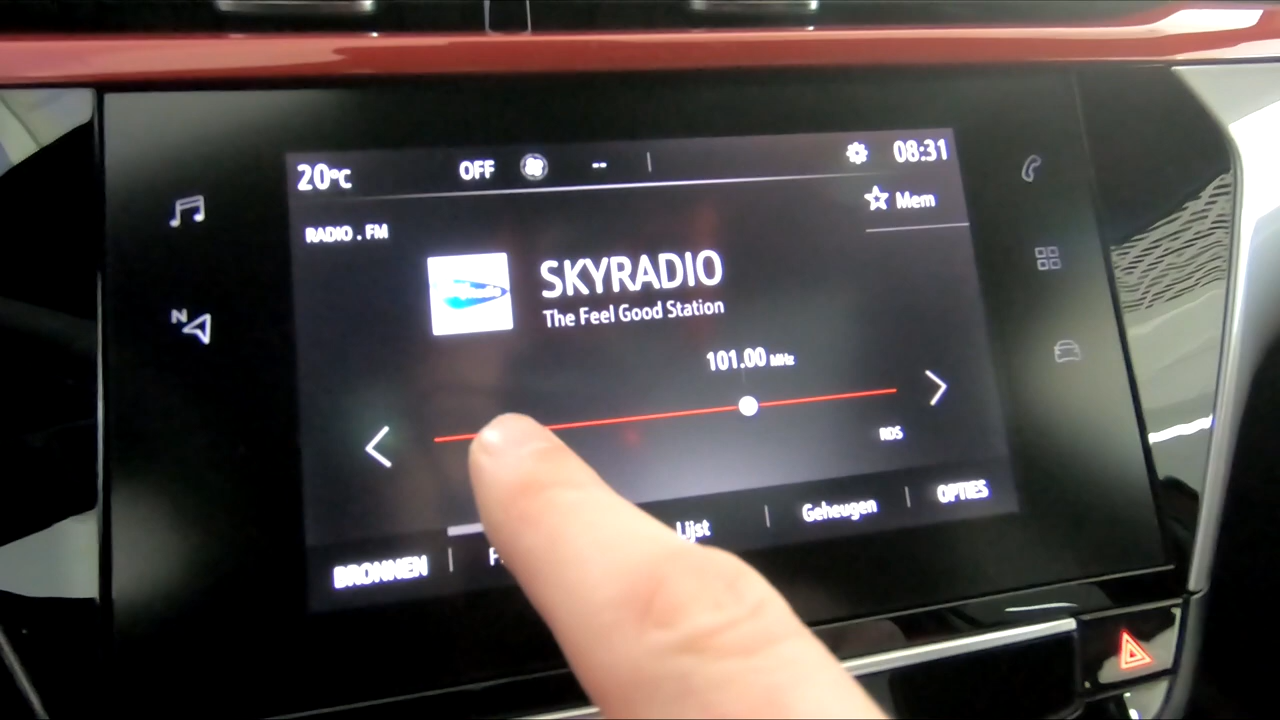 20°C OFF -- 08:31
Mem
RADIO . FM
SKYRADIO
The Feel Good Station
101.00 MHz
RDS
N
BRONNEN Lijst Geheugen OPTIES